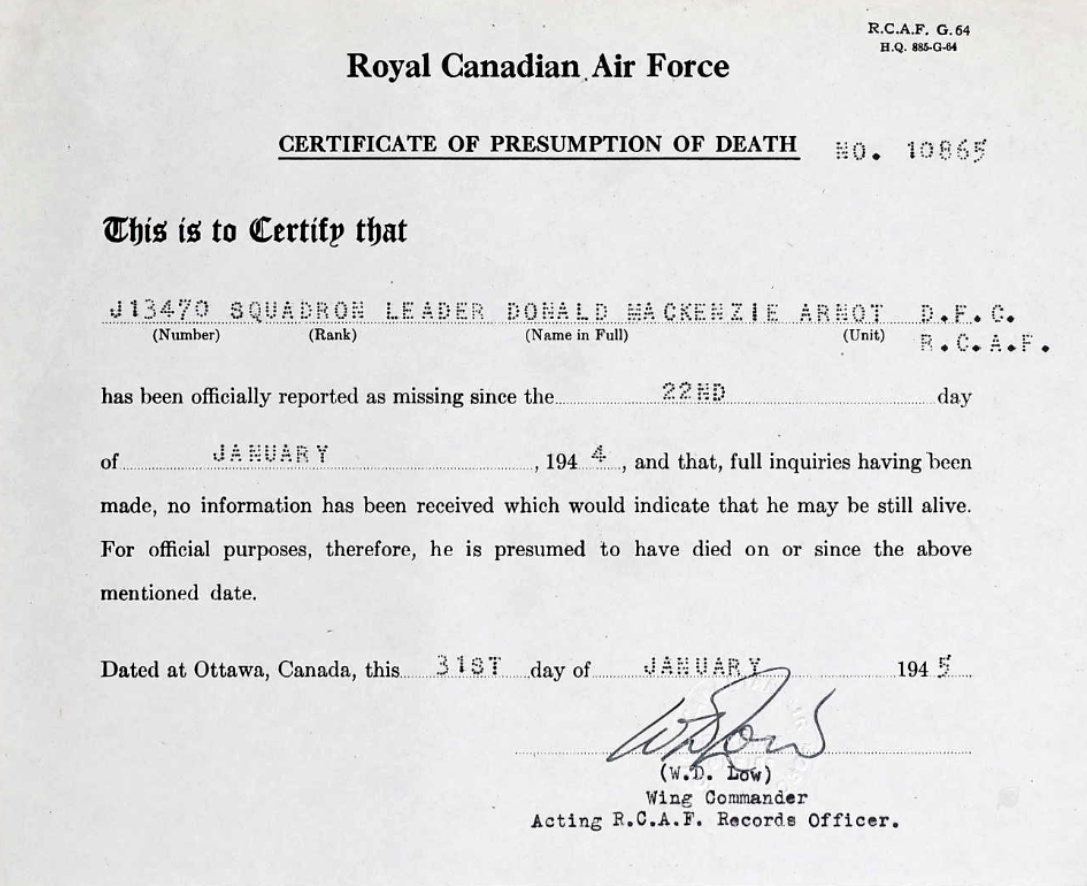 R.C.A.F. G. 64
H.Q. 885-G-64
Royal Canadian Air Force
CERTIFICATE OF PRESUMPTION OF DEATH NO. 10865
This is to Certify that
J13470 SQUADRON LEADER DONALD MACKENZIE ARNOT D.F.C.
(Number) (Rank) (Name in Full) (Unit) R.C.A.F.
has been officially reported as missing since the 22ND day
of JANUARY, 194 4, and that, full inquiries having been
made, no information has been received which would indicate that he may be still alive.
For official purposes, therefore, he is presumed to have died on or since the above
mentioned date.
Dated at Ottawa, Canada, this 31ST day of JANUARY 194 5
WDLow
(W.D. Low)
Wing Commander
Acting R.C.A.F. Records Officer.